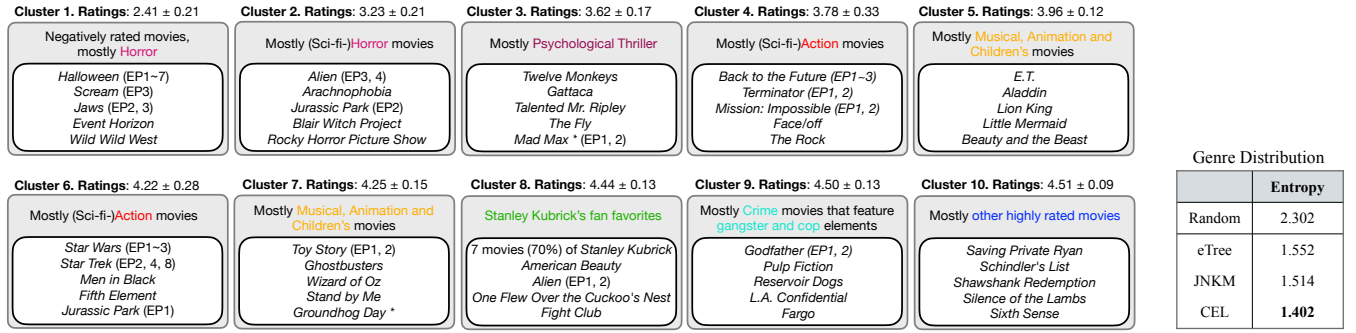 Cluster 1. Ratings: 2.41 ± 0.21
Negatively rated movies,
mostly Horror
Halloween (EP1~7)
Scream (EP3)
Jaws (EP2, 3)
Event Horizon
Wild Wild West
Cluster 2. Ratings: 3.23 ± 0.21
Mostly (Sci-fi-)Horror movies
Alien (EP3, 4)
Arachnophobia
Jurassic Park (EP2)
Blair Witch Project
Rocky Horror Picture Show
Cluster 3. Ratings: 3.62 ± 0.17
Mostly Psychological Thriller
Twelve Monkeys
Gattaca
Talented Mr. Ripley
The Fly
Mad Max * (EP1, 2)
Cluster 4. Ratings: 3.78 ± 0.33
Mostly (Sci-fi-)Action movies
Back to the Future (EP1~3)
Terminator (EP1, 2)
Mission: Impossible (EP1, 2)
Face/off
The Rock
Cluster 5. Ratings: 3.96 ± 0.12
Mostly Musical, Animation and
Children's movies
E.T.
Aladdin
Lion King
Little Mermaid
Beauty and the Beast
Cluster 6. Ratings: 4.22 ± 0.28
Mostly (Sci-fi-)Action movies
Star Wars (EP1~3)
Star Trek (EP2, 4, 8)
Men in Black
Fifth Element
Jurassic Park (EP1)
Cluster 7. Ratings: 4.25 ± 0.15
Mostly Musical, Animation and
Children's movies
Toy Story (EP1, 2)
Ghostbusters
Wizard of Oz
Stand by Me
Groundhog Day *
Cluster 8. Ratings: 4.44 ± 0.13
Stanley Kubrick's fan favorites
7 movies (70%) of Stanley Kubrick
American Beauty
Alien (EP1, 2)
One Flew Over the Cuckoo's Nest
Fight Club
Cluster 9. Ratings: 4.50 ± 0.13
Mostly Crime movies that feature
gangster and cop elements
Godfather (EP1, 2)
Pulp Fiction
Reservoir Dogs
L.A. Confidential
Fargo
Cluster 10. Ratings: 4.51 ± 0.09
Mostly other highly rated movies
Saving Private Ryan
Schindler's List
Shawshank Redemption
Silence of the Lambs
Sixth Sense
Genre Distribution
Entropy
Random 2.302
eTree 1.552
JNKM 1.514
CEL 1.402